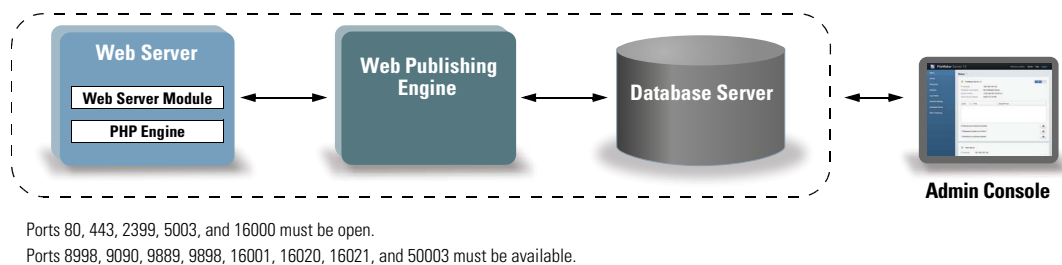 Web Server
Web Server Module
PHP Engine
Web Publishing
Engine
Database Server
Admin Console
Ports 80, 443, 2399, 5003, and 16000 must be open.
Ports 8998, 9090, 9889, 9898, 16001, 16020, 16021, and 50003 must be available.